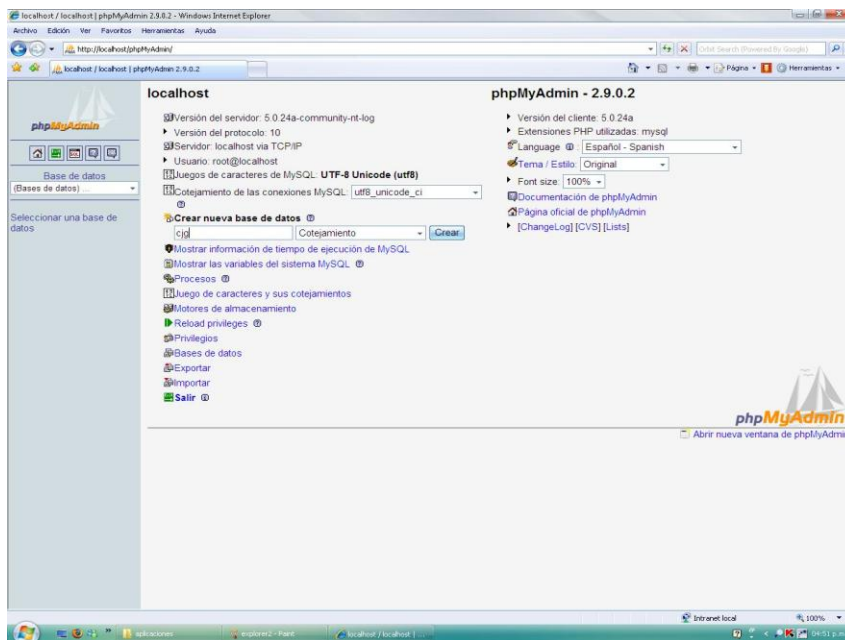 localhost / localhost | phpMyAdmin 2.9.0.2 - Windows Internet Explorer
Archivo Edición Ver Favoritos Herramientas Ayuda
http://localhost/phpMyAdmin/
Orbit Search (Powered By Google)
localhost / localhost | phpMyAdmin 2.9.0.2
Página
Herramientas
phpMyAdmin
Base de datos
(Bases de datos) ...
Seleccionar una base de datos
localhost
Versión del servidor: 5.0.24a-community-nt-log
Versión del protocolo: 10
Servidor: localhost via TCP/IP
Usuario: root@localhost
Juegos de caracteres de MySQL: UTF-8 Unicode (utf8)
Cotejamiento de las conexiones MySQL: utf8_unicode_ci
Crear nueva base de datos
cjg Cotejamiento Crear
Mostrar información de tiempo de ejecución de MySQL
Mostrar las variables del sistema MySQL
Procesos
Juego de caracteres y sus cotejamientos
Motores de almacenamiento
Reload privileges
Privilegios
Bases de datos
Exportar
Importar
Salir
phpMyAdmin - 2.9.0.2
Versión del cliente: 5.0.24a
Extensiones PHP utilizadas: mysql
Language : Español - Spanish
Tema / Estilo: Original
Font size: 100%
Documentación de phpMyAdmin
Página oficial de phpMyAdmin
[ChangeLog] [CVS] [Lists]
phpMyAdmin
Abrir nueva ventana de phpMyAdmi
Intranet local 100%
aplicaciones explorer2 - Paint localhost / localhost | ... 04:51 p.m.